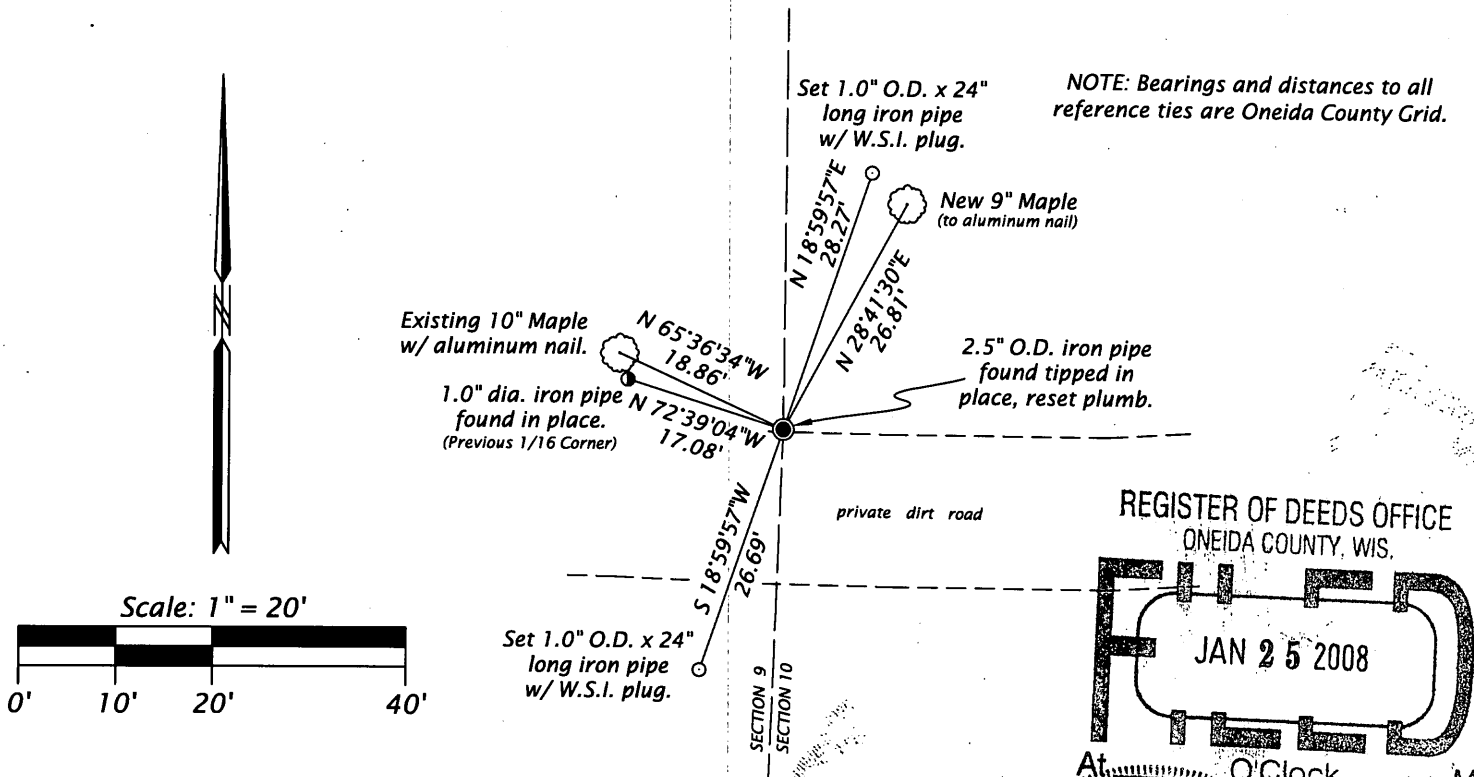 Set 1.0" O.D. x 24"
long iron pipe
w/ W.S.I. plug.
NOTE: Bearings and distances to all
reference ties are Oneida County Grid.
N 18°59'57"E
28.27'
New 9" Maple
(to aluminum nail)
N 28°41'30"E
26.81'
Existing 10" Maple
w/ aluminum nail.
N 65°36'34"W
18.86'
2.5" O.D. iron pipe
found tipped in
place, reset plumb.
1.0" dia. iron pipe
found in place.
(Previous 1/16 Corner)
N 72°39'04"W
17.08'
S 18°59'57"W
26.69'
private dirt road
Scale: 1" = 20'
0' 10' 20' 40'
Set 1.0" O.D. x 24"
long iron pipe
w/ W.S.I. plug.
SECTION 9
SECTION 10
REGISTER OF DEEDS OFFICE
ONEIDA COUNTY, WIS.
FILED
JAN 25 2008
At O'Clock M